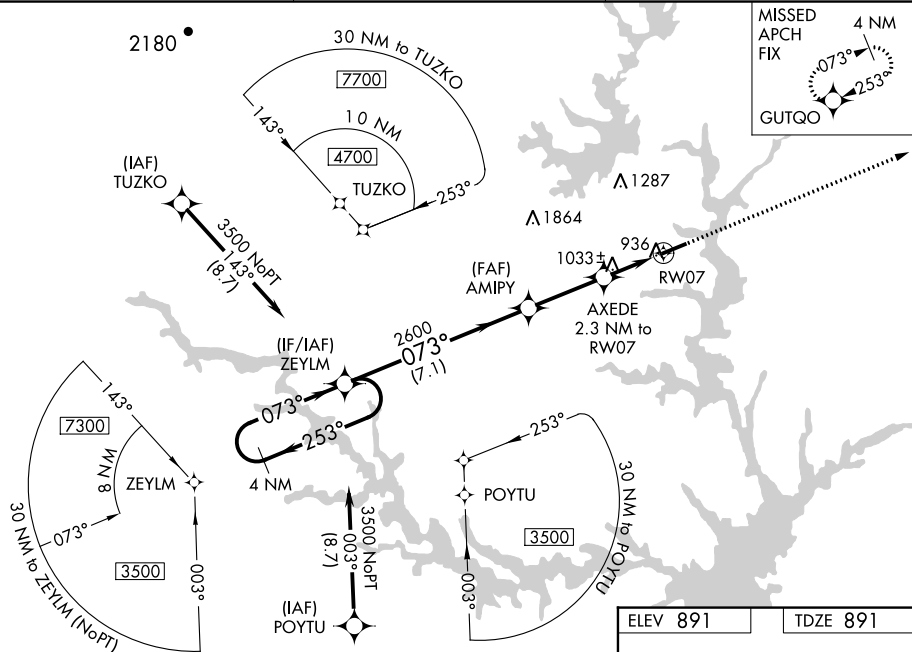 2180
30 NM to TUZKO
7700
143°
10 NM
4700
TUZKO
253°
MISSED
APCH
FIX
4 NM
073°
253°
GUTQO
(IAF)
TUZKO
3500 NoPT
143°
(8.7)
1287
1864
936
1033±
RW07
(FAF)
AMIPY
AXEDE
2.3 NM to
RW07
(IF/IAF)
ZEYLM
2600
073°
(7.1)
073°
253°
4 NM
143°
7300
8 NM
ZEYLM
073°
003°
3500
30 NM to ZEYLM (NoPT)
3500 NoPT
003°
(8.7)
(IAF)
POYTU
253°
POYTU
30 NM to POYTU
3500
003°
ELEV 891
TDZE 891